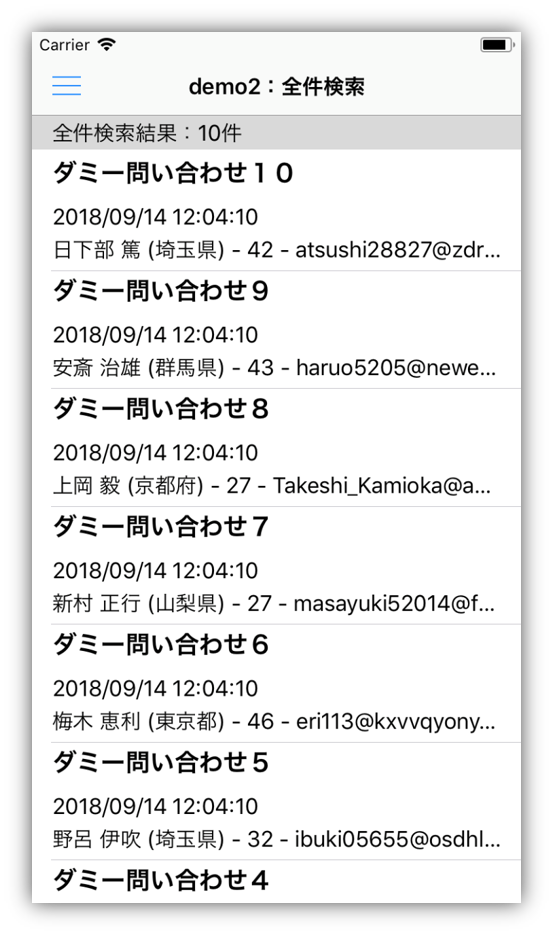 Carrier
demo2：全件検索
全件検索結果：10件
ダミー問い合わせ１０
2018/09/14 12:04:10
日下部 篤 (埼玉県) - 42 - atsushi28827@zdr...
ダミー問い合わせ９
2018/09/14 12:04:10
安斎 治雄 (群馬県) - 43 - haruo5205@newe...
ダミー問い合わせ８
2018/09/14 12:04:10
上岡 毅 (京都府) - 27 - Takeshi_Kamioka@a...
ダミー問い合わせ７
2018/09/14 12:04:10
新村 正行 (山梨県) - 27 - masayuki52014@f...
ダミー問い合わせ６
2018/09/14 12:04:10
梅木 恵利 (東京都) - 46 - eri113@kxvvqyony...
ダミー問い合わせ５
2018/09/14 12:04:10
野呂 伊吹 (埼玉県) - 32 - ibuki05655@osdhl...
ダミー問い合わせ４